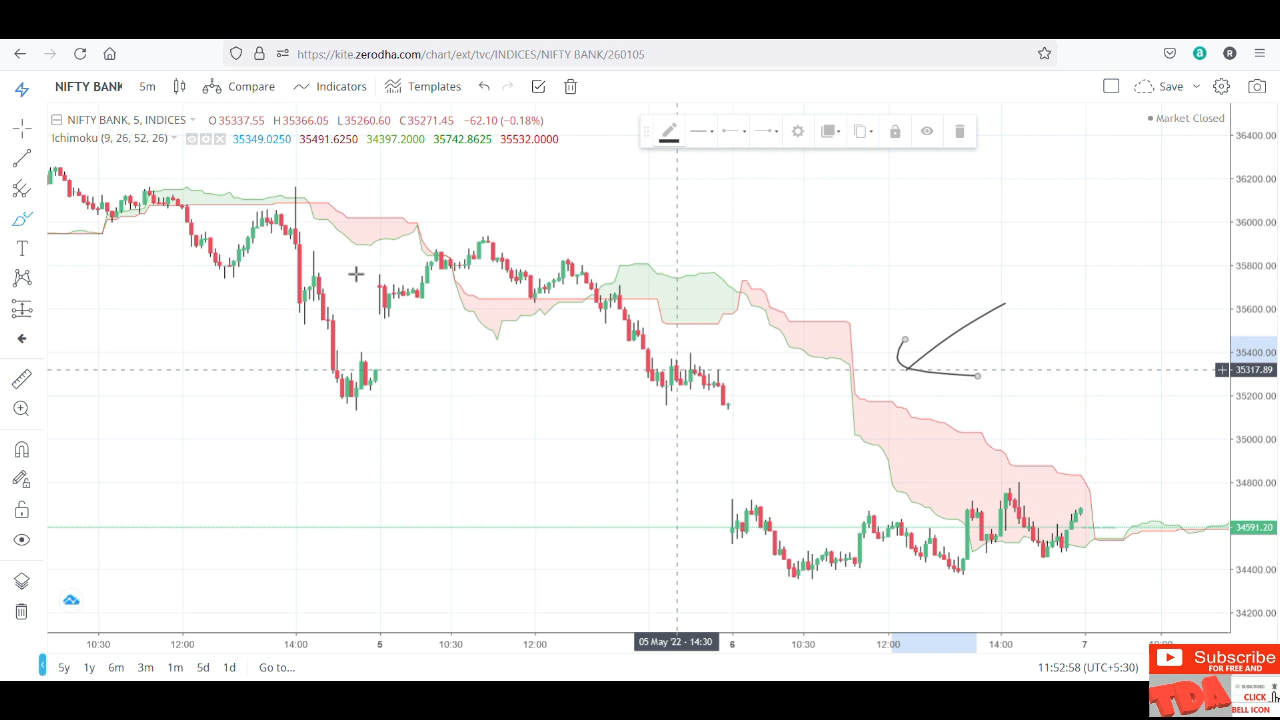 https://kite.zerodha.com/chart/ext/tvc/INDICES/NIFTY BANK/260105
NIFTY BANK 5m Compare Indicators Templates Save
NIFTY BANK, 5, INDICES O35337.55 H35366.05 L35260.60 C35271.45 −62.10 (−0.18%)
Market Closed
Ichimoku (9, 26, 52, 26) 35349.0250 35491.6250 34397.2000 35742.8625 35532.0000
36400.00
36200.00
36000.00
35800.00
35600.00
35400.00
35317.89
35200.00
35000.00
34800.00
34591.20
34400.00
34200.00
10:30 12:00 14:00 5 10:30 12:00 05 May '22 - 14:30 6 10:30 12:00 14:00 7
5y 1y 6m 3m 1m 5d 1d Go to... 11:52:58 (UTC+5:30)
Subscribe
FOR FREE AND
TDA
SUBSCRIBED
CLICK
BELL ICON